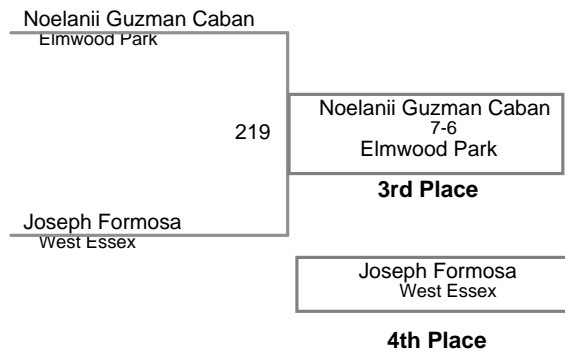 Noelanii Guzman Caban
Elmwood Park
219
Noelanii Guzman Caban
7-6
Elmwood Park
3rd Place
Joseph Formosa
West Essex
Joseph Formosa
West Essex
4th Place